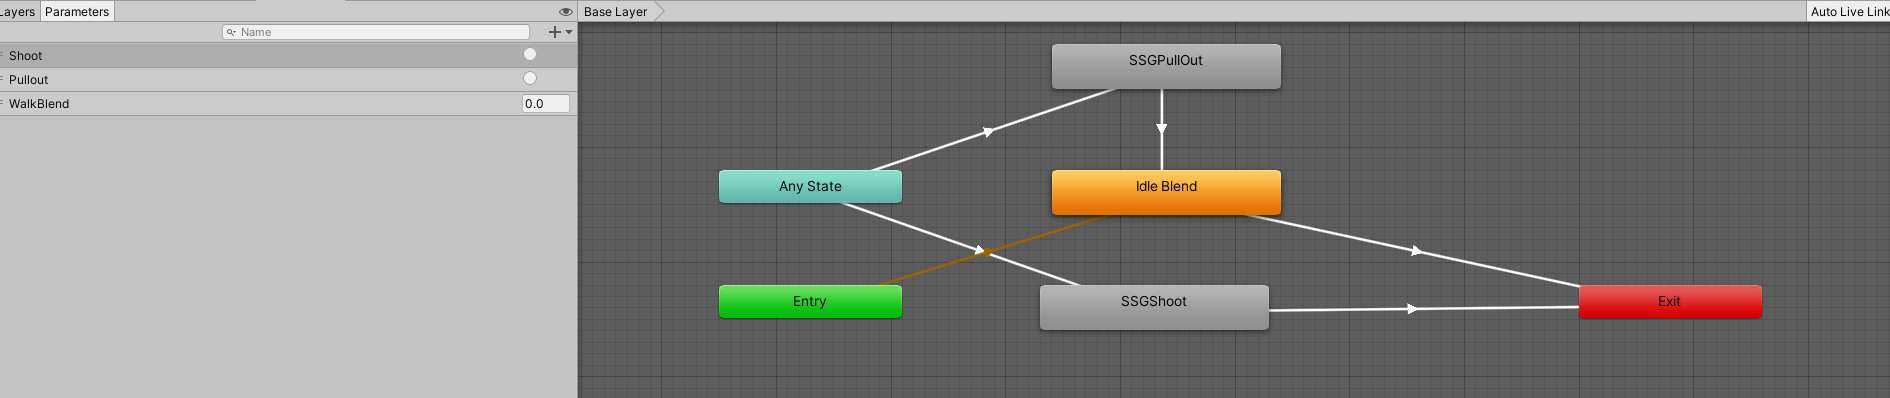 Layers Parameters
Name
Shoot
Pullout
WalkBlend 0.0
Base Layer
Auto Live Link
SSGPullOut
Any State
Idle Blend
Entry
SSGShoot
Exit